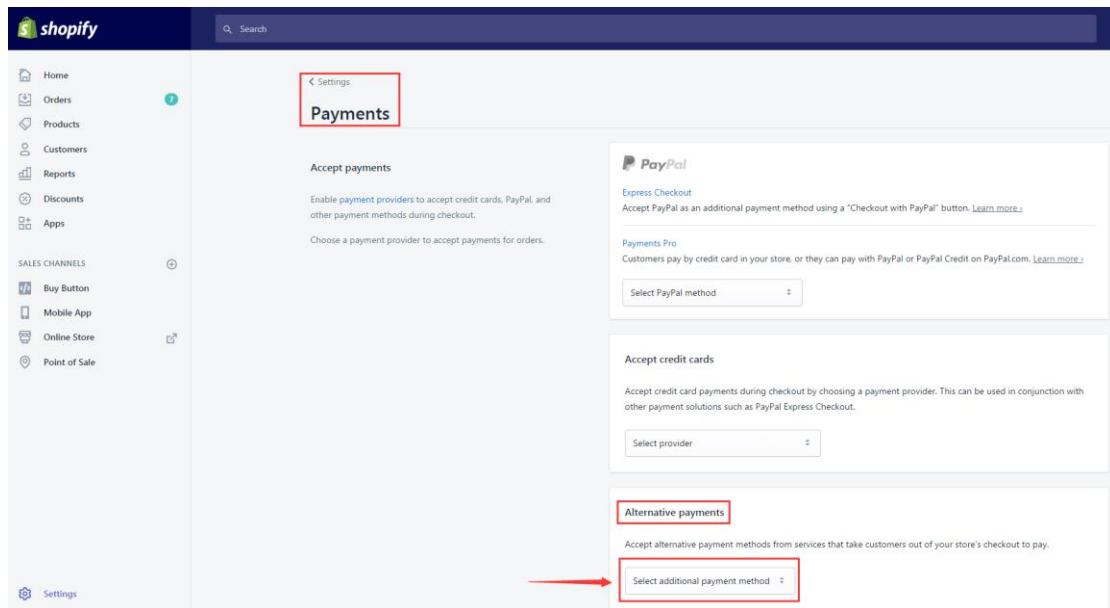 shopify
Search
Home
Orders 7
Products
Customers
Reports
Discounts
Apps
SALES CHANNELS
Buy Button
Mobile App
Online Store
Point of Sale
Settings
Settings
Payments
Accept payments
Enable payment providers to accept credit cards, PayPal, and
other payment methods during checkout.
Choose a payment provider to accept payments for orders.
PayPal
Express Checkout
Accept PayPal as an additional payment method using a "Checkout with PayPal" button. Learn more ›
Payments Pro
Customers pay by credit card in your store, or they can pay with PayPal or PayPal Credit on PayPal.com. Learn more ›
Select PayPal method
Accept credit cards
Accept credit card payments during checkout by choosing a payment provider. This can be used in conjunction with
other payment solutions such as PayPal Express Checkout.
Select provider
Alternative payments
Accept alternative payment methods from services that take customers out of your store's checkout to pay.
Select additional payment method